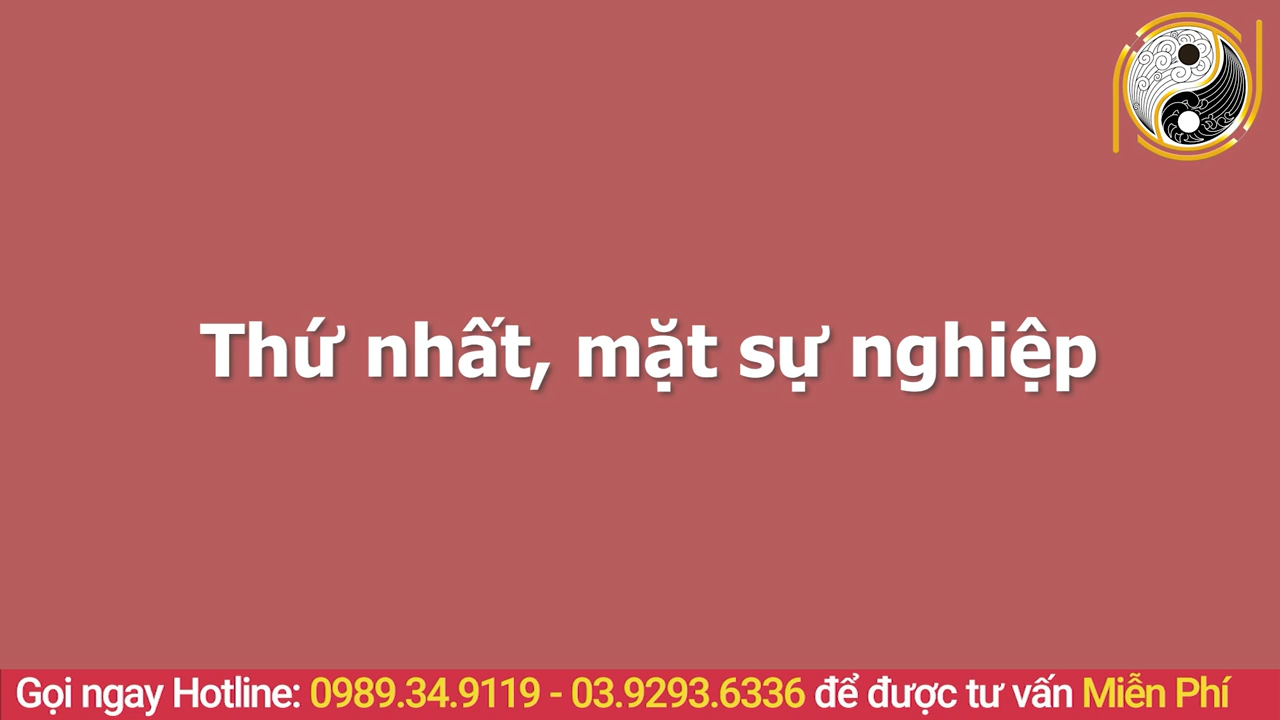 Thứ nhất, mặt sự nghiệp
Gọi ngay Hotline: 0989.34.9119 - 03.9293.6336 để được tư vấn Miễn Phí